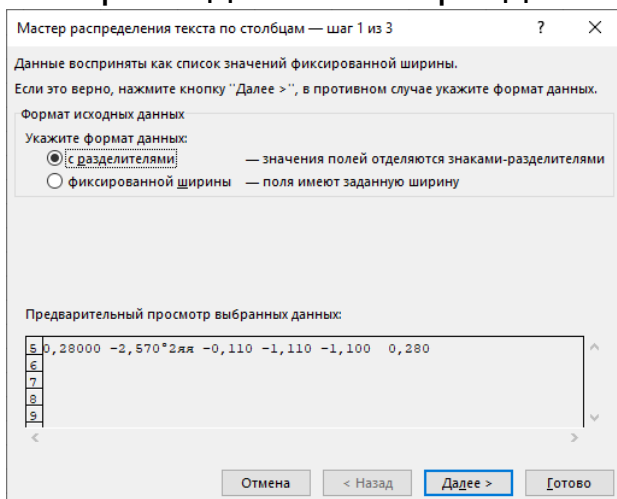 Мастер распределения текста по столбцам — шаг 1 из 3 ? ×
Данные восприняты как список значений фиксированной ширины.
Если это верно, нажмите кнопку "Далее >", в противном случае укажите формат данных.
Формат исходных данных
Укажите формат данных:
с разделителями — значения полей отделяются знаками-разделителями
фиксированной ширины — поля имеют заданную ширину
Предварительный просмотр выбранных данных:
5 0,28000 -2,570°2яя -0,110 -1,110 -1,100 0,280
6
7
8
9
Отмена < Назад Далее > Готово